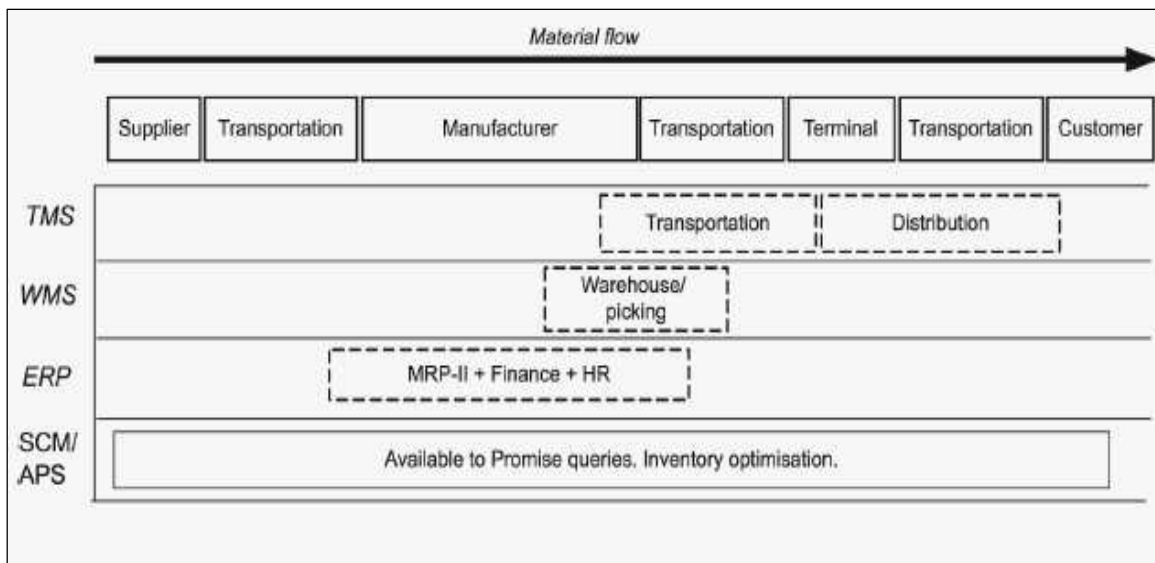 Material flow
Supplier
Transportation
Manufacturer
Transportation
Terminal
Transportation
Customer
TMS
Transportation
Distribution
WMS
Warehouse/
picking
ERP
MRP-II + Finance + HR
SCM/
APS
Available to Promise queries. Inventory optimisation.